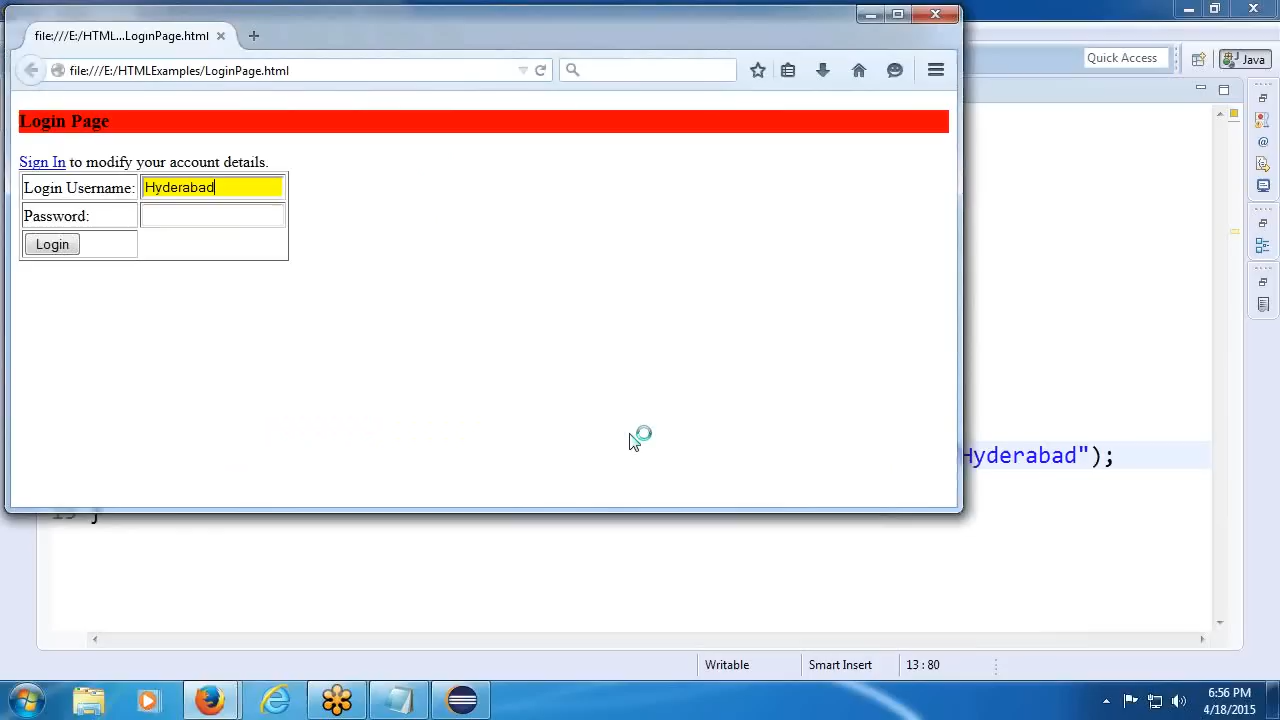 file:///E:/HTML...LoginPage.html
file:///E:/HTMLExamples/LoginPage.html
Quick Access
Java
Login Page
Sign In to modify your account details.
Login Username: Hyderabad
Password:
Login
Hyderabad");
}
Writable
Smart Insert
13 : 80
6:56 PM
4/18/2015